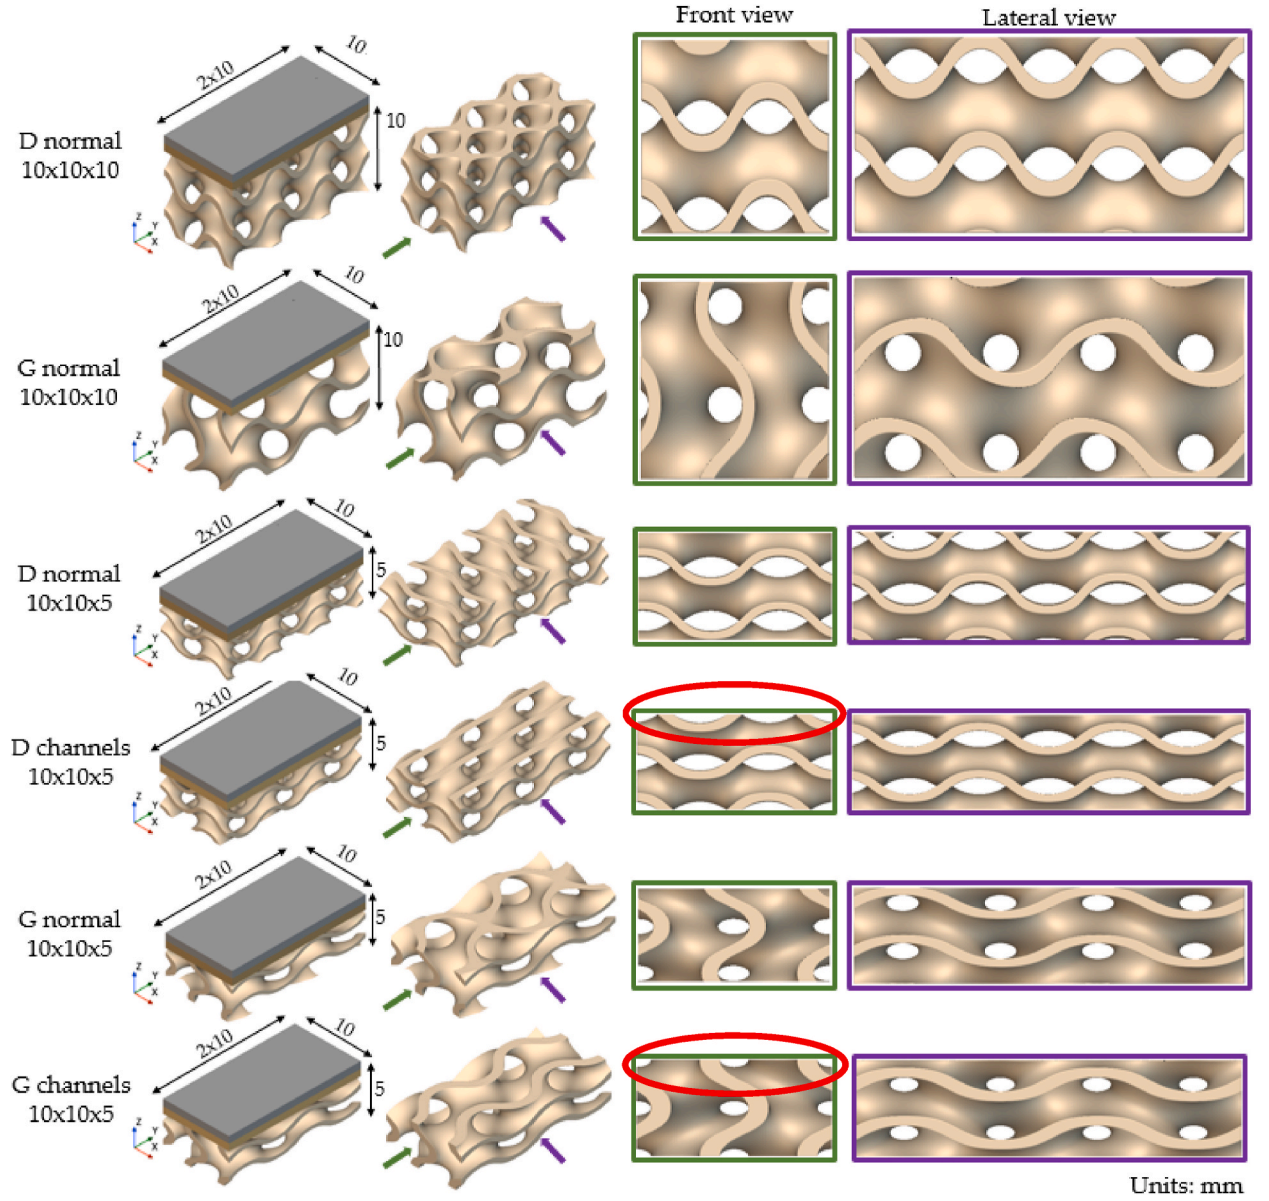 Front view
Lateral view
2x10
10
10
D normal
10x10x10
Z
Y
X
2x10
10
10
G normal
10x10x10
Z
Y
X
2x10
10
5
D normal
10x10x5
Z
Y
X
2x10
10
5
D channels
10x10x5
Z
Y
X
2x10
10
5
G normal
10x10x5
Z
Y
X
2x10
10
5
G channels
10x10x5
Z
Y
X
Units: mm